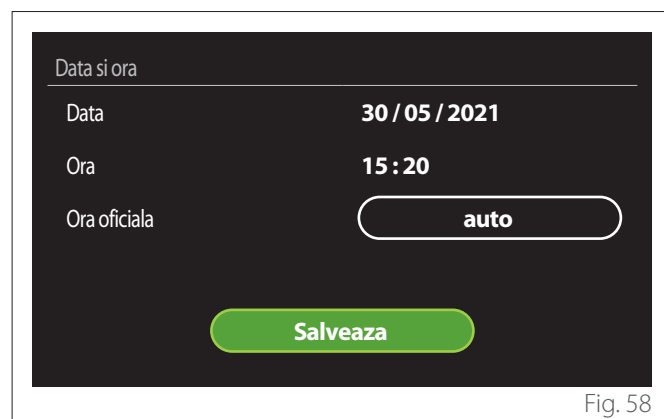 Data si ora
Data 30 / 05 / 2021
Ora 15 : 20
Ora oficiala auto
Salveaza
Fig. 58